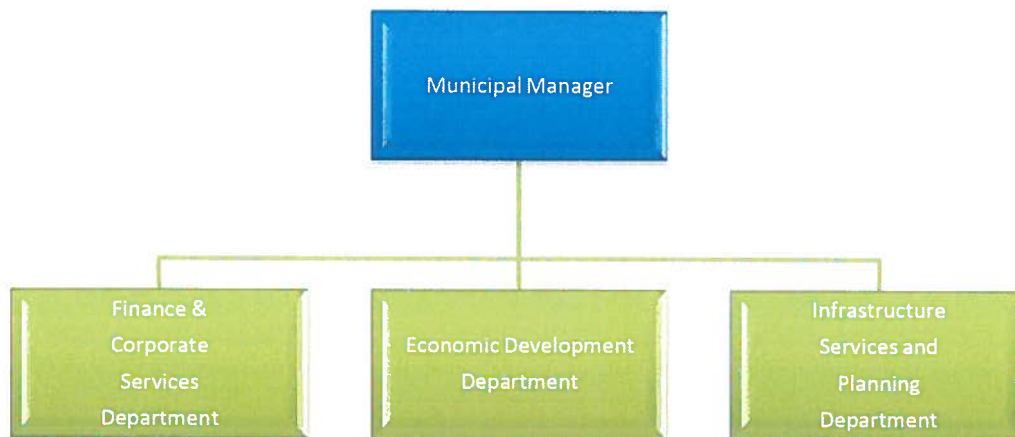 Municipal Manager
Finance &
Corporate
Services
Department
Economic Development
Department
Infrastructure
Services and
Planning
Department